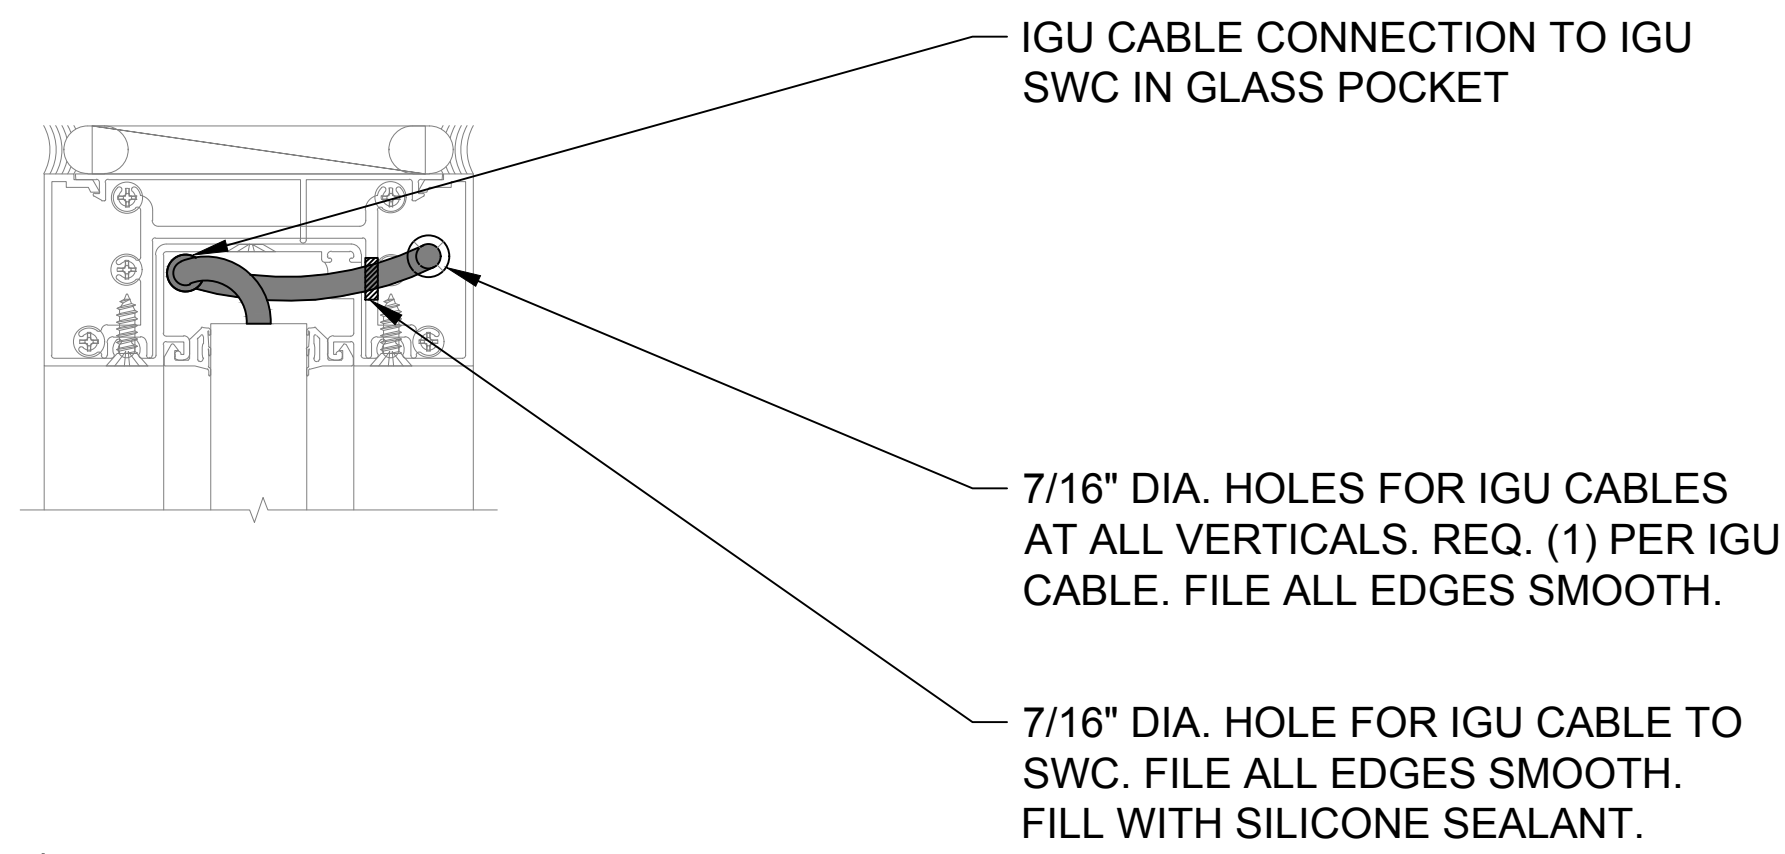 IGU CABLE CONNECTION TO IGU
SWC IN GLASS POCKET
7/16" DIA. HOLES FOR IGU CABLES
AT ALL VERTICALS. REQ. (1) PER IGU
CABLE. FILE ALL EDGES SMOOTH.
7/16" DIA. HOLE FOR IGU CABLE TO
SWC. FILE ALL EDGES SMOOTH.
FILL WITH SILICONE SEALANT.